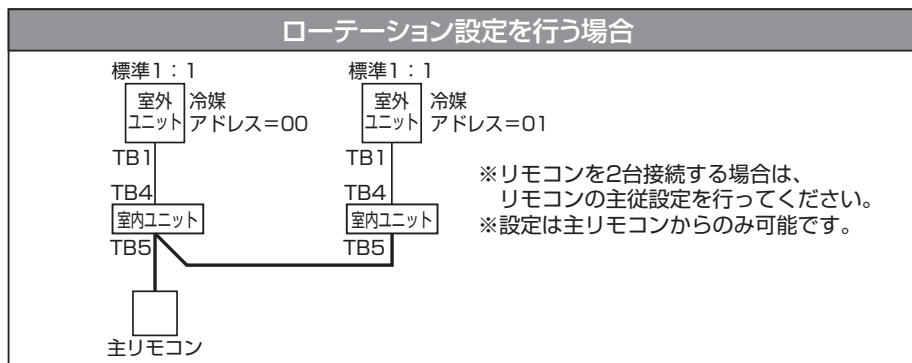 ローテーション設定を行う場合
標準1：1
室外
ユニット
冷媒
アドレス＝00
TB1
TB4
室内ユニット
TB5
主リモコン
標準1：1
室外
ユニット
冷媒
アドレス＝01
TB1
TB4
室内ユニット
TB5
※リモコンを2台接続する場合は、
リモコンの主従設定を行ってください。
※設定は主リモコンからのみ可能です。